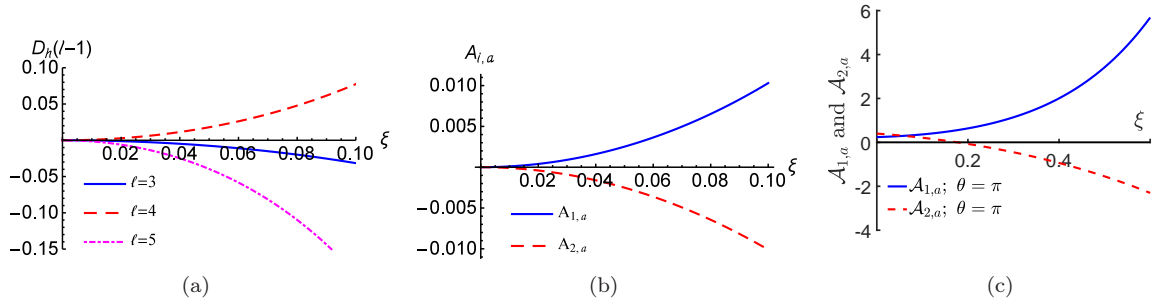 D_h(l−1)
0.10
0.05
−0.05
−0.10
−0.15
0.02 0.04 0.06 0.08 0.10
ξ
ℓ=3
ℓ=4
ℓ=5
(a)
A_{i,a}
0.010
0.005
−0.005
−0.010
0.02 0.04 0.06 0.08 0.10
ξ
A_{1,a}
A_{2,a}
(b)
𝒜_{1,a} and 𝒜_{2,a}
6
4
2
0
-2
-4
0.2 0.4
ξ
𝒜_{1,a}; θ = π
𝒜_{2,a}; θ = π
(c)